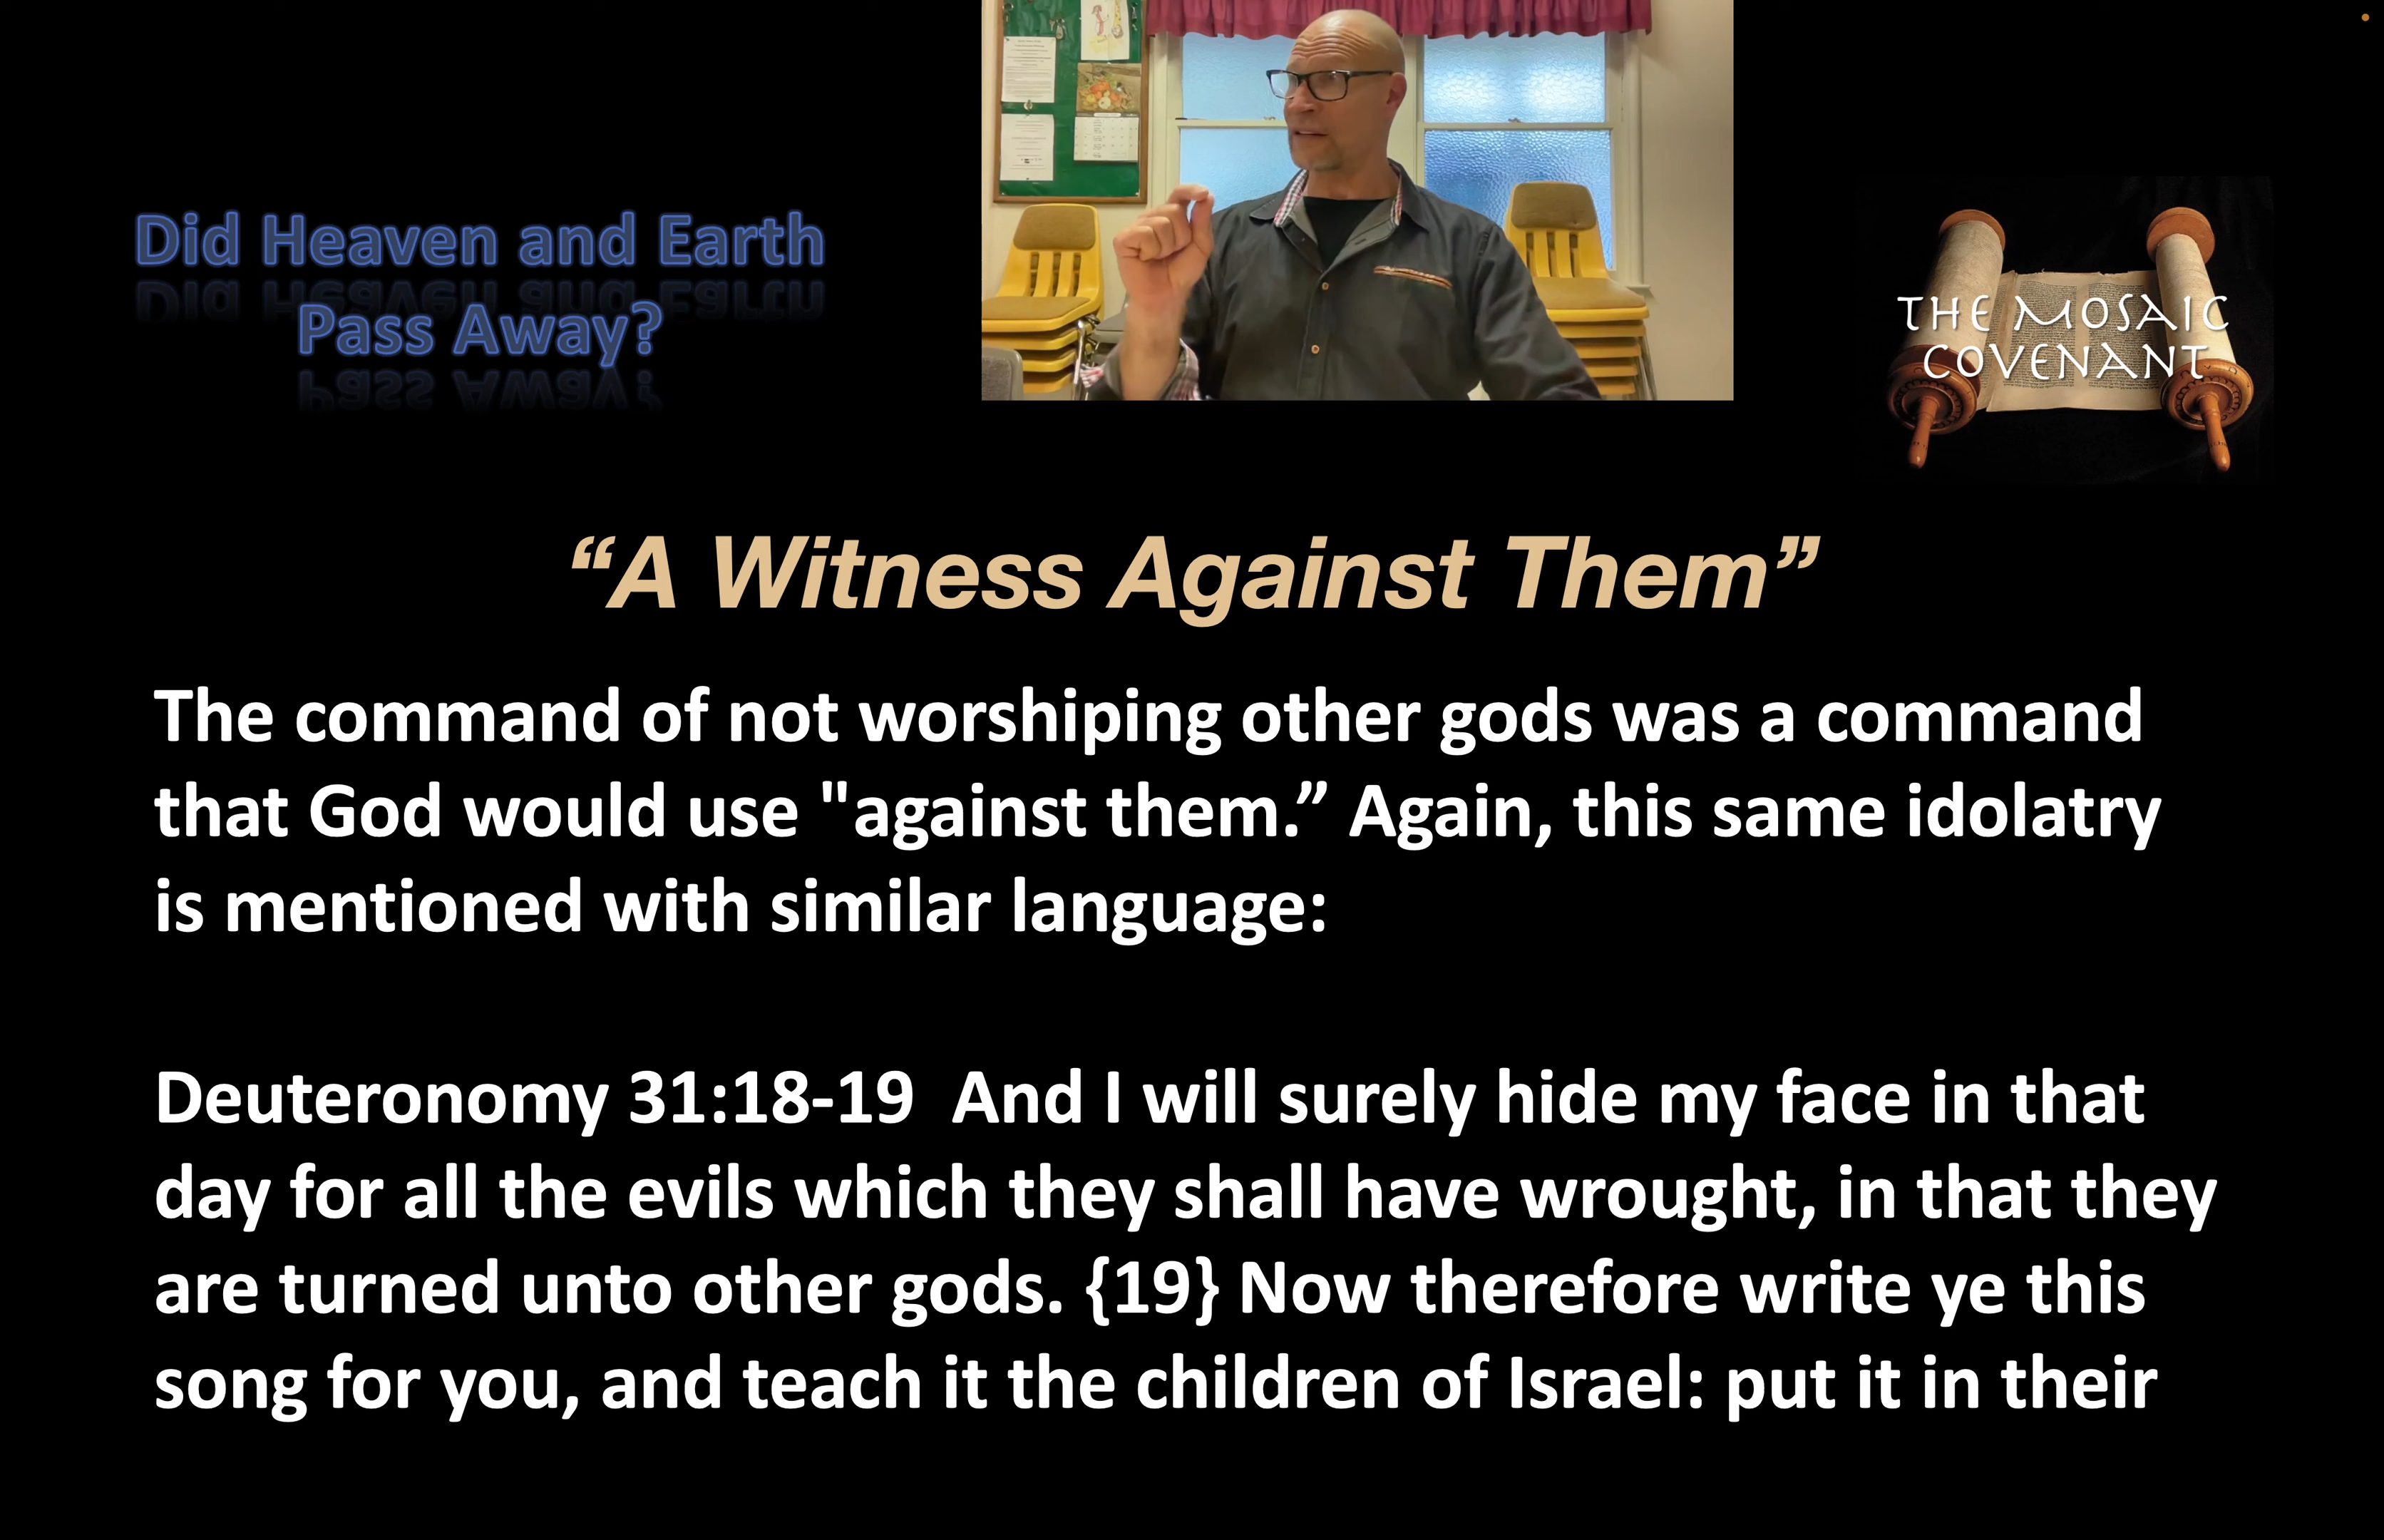 Did Heaven and Earth
Pass Away?
THE MOSAIC
COVENANT
“A Witness Against Them”
The command of not worshiping other gods was a command
that God would use "against them.” Again, this same idolatry
is mentioned with similar language:
Deuteronomy 31:18-19  And I will surely hide my face in that
day for all the evils which they shall have wrought, in that they
are turned unto other gods. {19} Now therefore write ye this
song for you, and teach it the children of Israel: put it in their